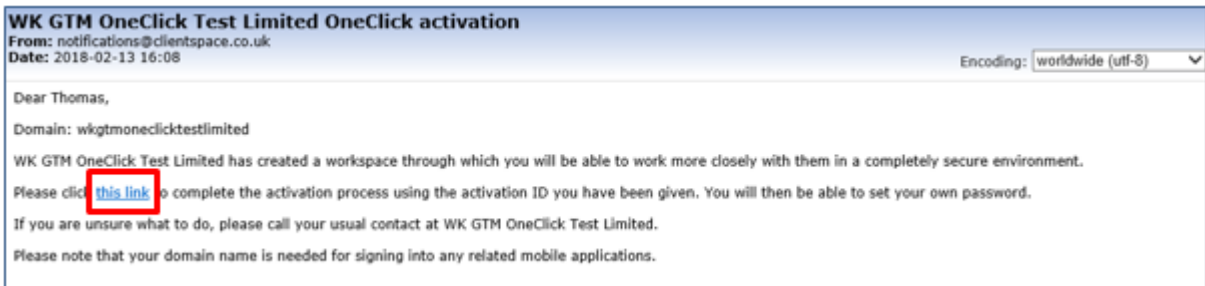 WK GTM OneClick Test Limited OneClick activation
From: notifications@clientspace.co.uk
Date: 2018-02-13 16:08
Encoding: worldwide (utf-8)
Dear Thomas,
Domain: wkgtmoneclicktestlimited
WK GTM OneClick Test Limited has created a workspace through which you will be able to work more closely with them in a completely secure environment.
Please click this link to complete the activation process using the activation ID you have been given. You will then be able to set your own password.
If you are unsure what to do, please call your usual contact at WK GTM OneClick Test Limited.
Please note that your domain name is needed for signing into any related mobile applications.